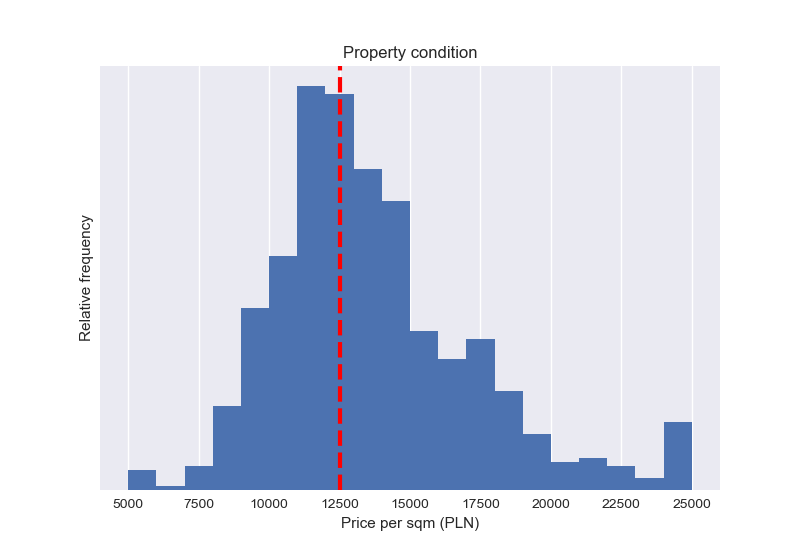 Property condition
Relative frequency
5000 7500 10000 12500 15000 17500 20000 22500 25000
Price per sqm (PLN)